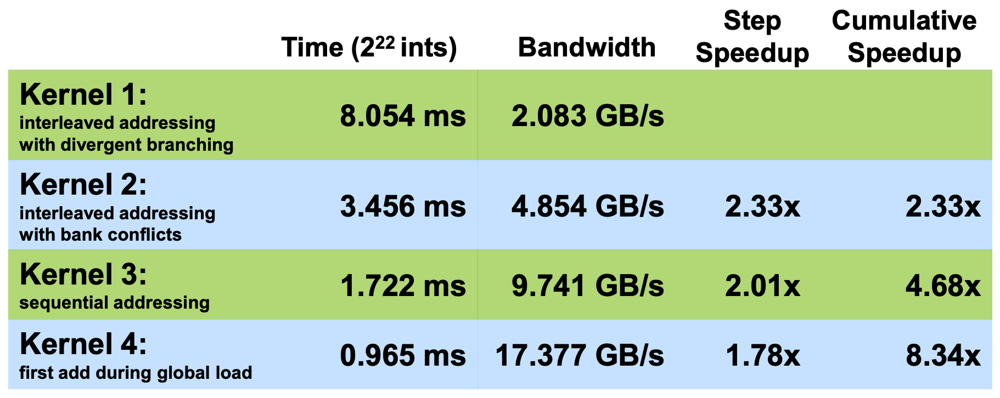 Time (2²² ints) Bandwidth Step Speedup Cumulative Speedup
Kernel 1:
interleaved addressing
with divergent branching
8.054 ms 2.083 GB/s
Kernel 2:
interleaved addressing
with bank conflicts
3.456 ms 4.854 GB/s 2.33x 2.33x
Kernel 3:
sequential addressing
1.722 ms 9.741 GB/s 2.01x 4.68x
Kernel 4:
first add during global load
0.965 ms 17.377 GB/s 1.78x 8.34x